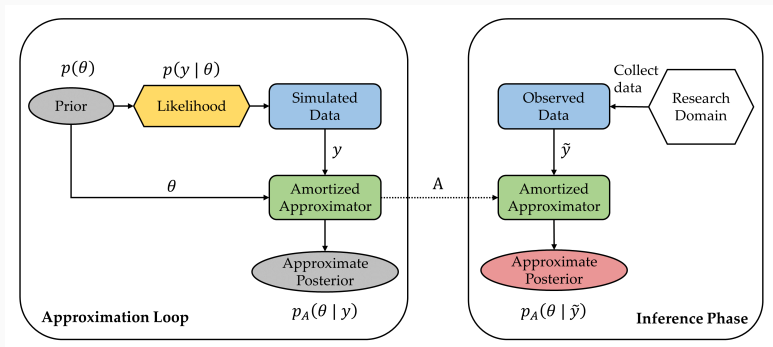 p(θ)
p(y | θ)
Prior
Likelihood
Simulated
Data
y
θ
Amortized
Approximator
Approximate
Posterior
p_A(θ | y)
Approximation Loop
A
Collect
data
Observed
Data
Research
Domain
ỹ
Amortized
Approximator
Approximate
Posterior
p_A(θ | ỹ)
Inference Phase